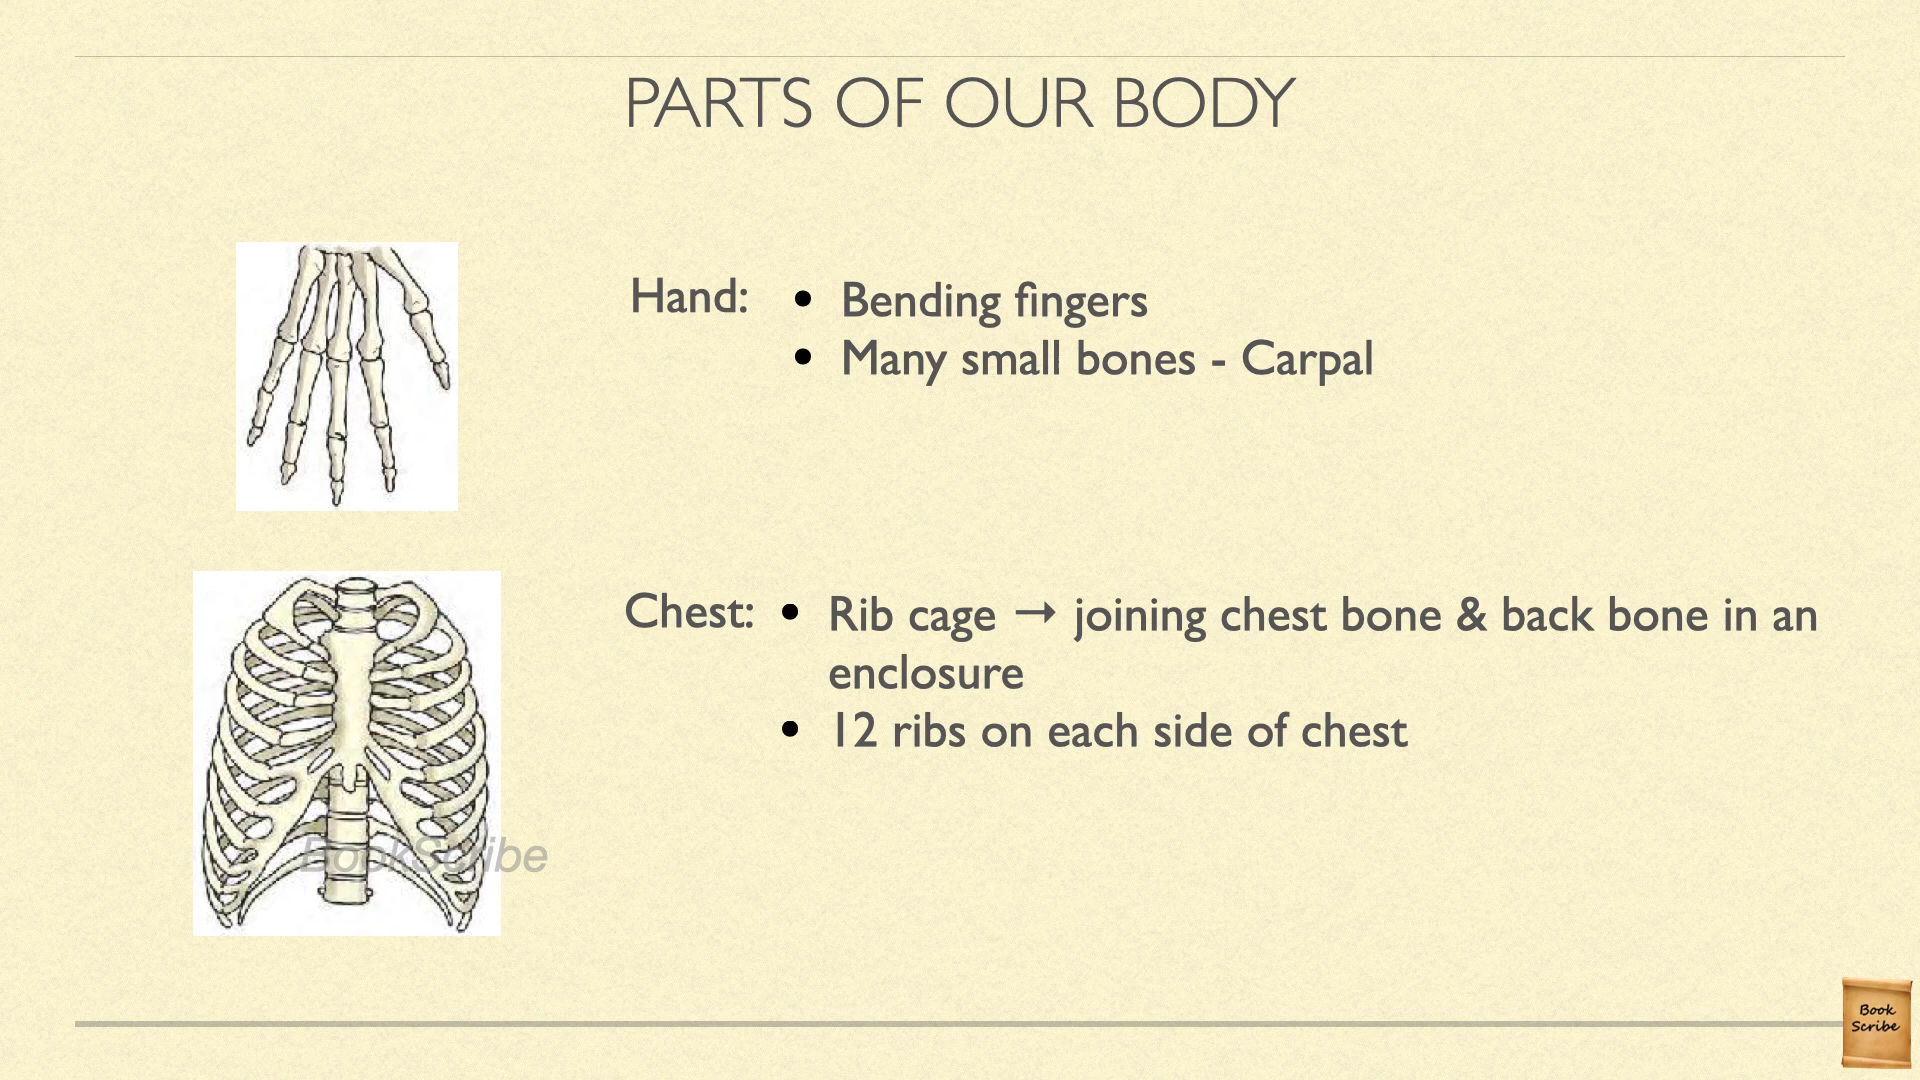 PARTS OF OUR BODY
Hand:
• Bending fingers
• Many small bones - Carpal
Chest:
• Rib cage → joining chest bone & back bone in an
enclosure
• 12 ribs on each side of chest
BookScribe
Book
Scribe